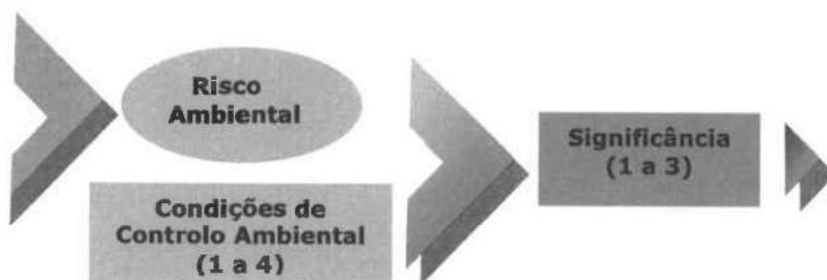 Risco
Ambiental
Condições de
Controlo Ambiental
(1 a 4)
Significância
(1 a 3)